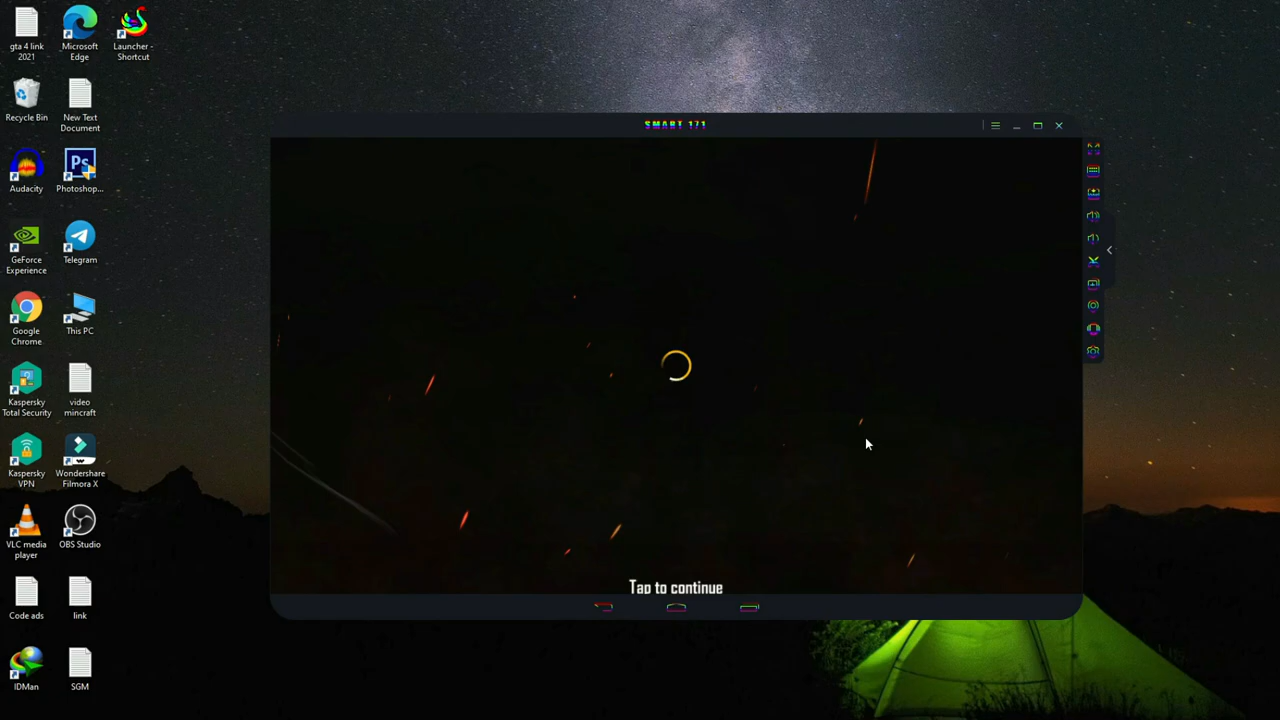 gta 4 link
2021
Microsoft
Edge
Launcher -
Shortcut
Recycle Bin
New Text
Document
Audacity
Ps
Photoshop...
GeForce
Experience
Telegram
Google
Chrome
This PC
Kaspersky
Total Security
video
mincraft
Kaspersky
VPN
Wondershare
Filmora X
VLC media
player
OBS Studio
Code ads
link
IDMan
SGM
SMART 171
Tap to continue